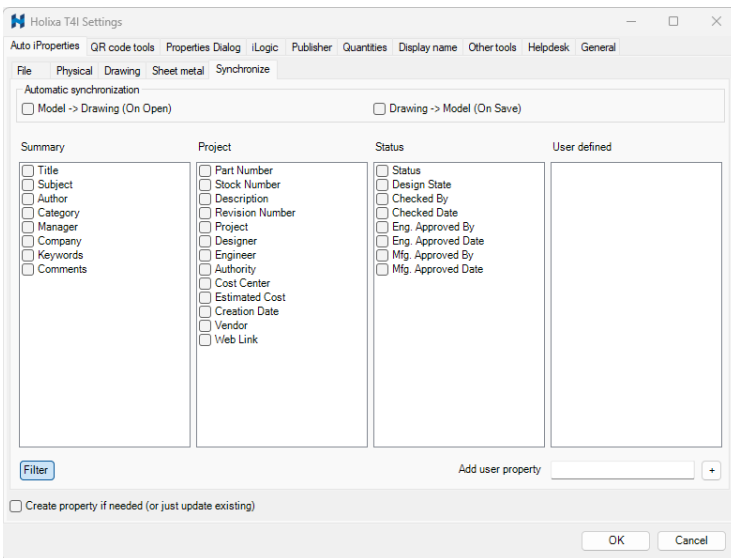 Holixa T4I Settings
Auto iProperties QR code tools Properties Dialog iLogic Publisher Quantities Display name Other tools Helpdesk General
File Physical Drawing Sheet metal Synchronize
Automatic synchronization
Model -> Drawing (On Open) Drawing -> Model (On Save)
Summary Project Status User defined
Title Part Number Status
Subject Stock Number Design State
Author Description Checked By
Category Revision Number Checked Date
Manager Project Eng. Approved By
Company Designer Eng. Approved Date
Keywords Engineer Mfg. Approved By
Comments Authority Mfg. Approved Date
Cost Center
Estimated Cost
Creation Date
Vendor
Web Link
Filter Add user property +
Create property if needed (or just update existing)
OK Cancel